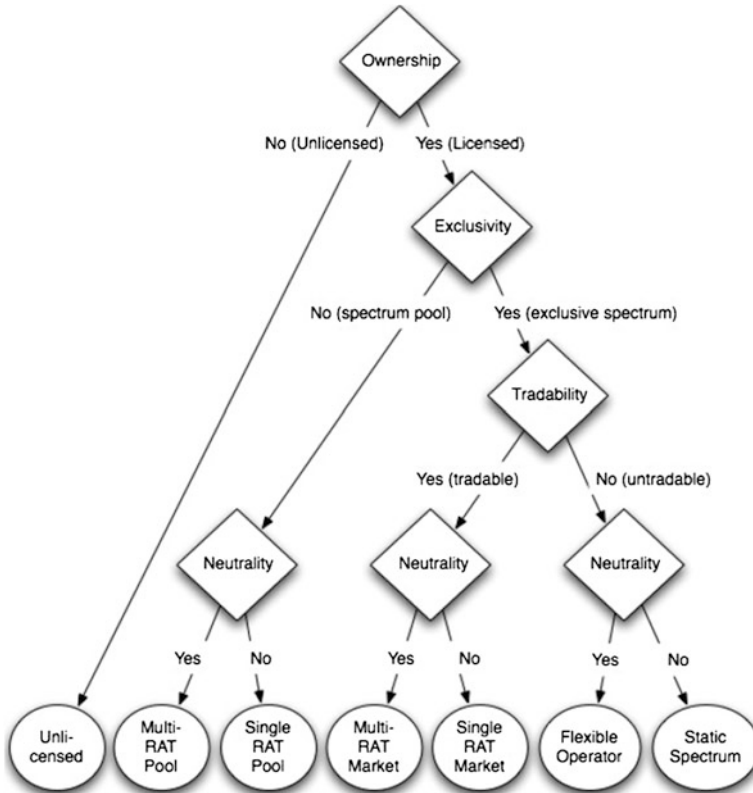 Ownership
No (Unlicensed)
Yes (Licensed)
Exclusivity
No (spectrum pool)
Yes (exclusive spectrum)
Tradability
Yes (tradable)
No (untradable)
Neutrality
Neutrality
Neutrality
Yes
No
Yes
No
Yes
No
Unli-
censed
Multi-
RAT
Pool
Single
RAT
Pool
Multi-
RAT
Market
Single
RAT
Market
Flexible
Operator
Static
Spectrum